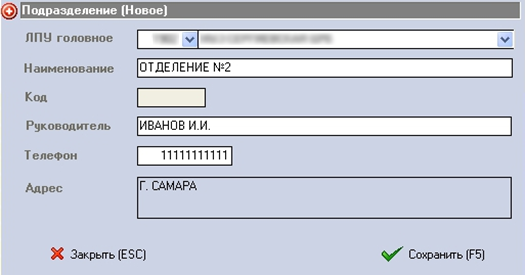 Подразделение (Новое)
ЛПУ головное
Наименование ОТДЕЛЕНИЕ №2
Код
Руководитель ИВАНОВ И.И.
Телефон 11111111111
Адрес Г. САМАРА
Закрыть (ESC) Сохранить (F5)